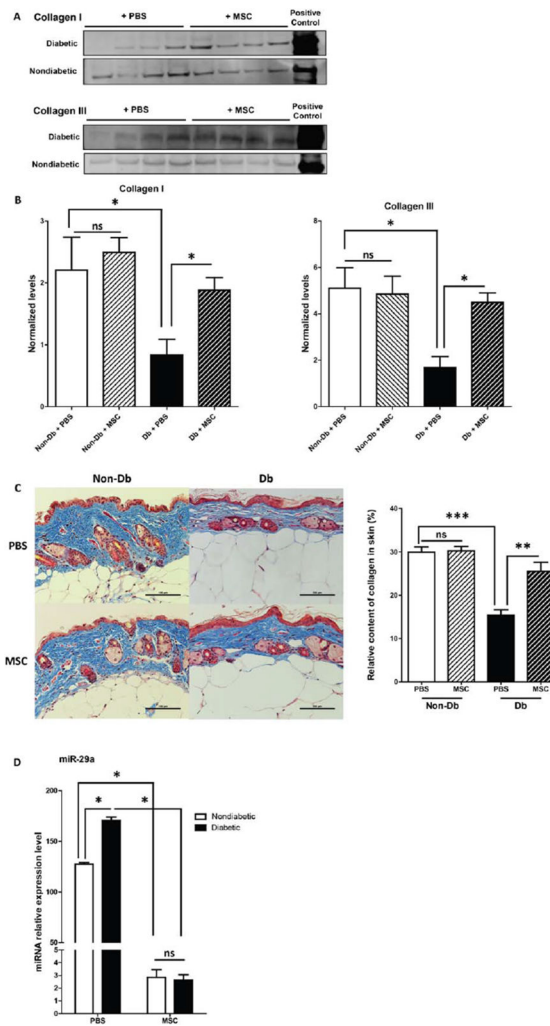 A
Collagen I
+ PBS
+ MSC
Positive
Control
Diabetic
Nondiabetic
Collagen III
+ PBS
+ MSC
Positive
Control
Diabetic
Nondiabetic
B
Collagen I
Normalized levels
3
2
1
0
*
ns
*
Non-Db + PBS
Non-Db + MSC
Db + PBS
Db + MSC
Collagen III
Normalized levels
8
6
4
2
0
*
ns
*
Non-Db + PBS
Non-Db + MSC
Db + PBS
Db + MSC
C
Non-Db
Db
PBS
MSC
Relative content of collagen in skin (%)
40
30
20
10
0
***
ns
**
PBS
MSC
PBS
MSC
Non-Db
Db
D
miR-29a
miRNA relative expression level
200
150
100
50
5
4
3
2
1
0
*
*
*
ns
Nondiabetic
Diabetic
PBS
MSC